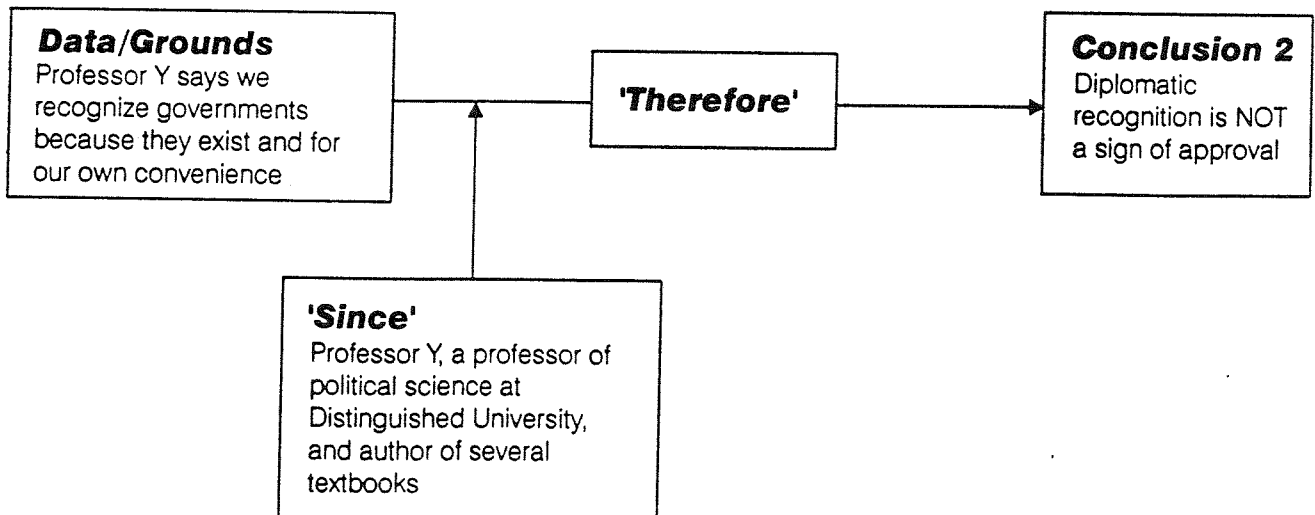 Data/Grounds
Professor Y says we
recognize governments
because they exist and for
our own convenience
'Therefore'
Conclusion 2
Diplomatic
recognition is NOT
a sign of approval
'Since'
Professor Y, a professor of
political science at
Distinguished University,
and author of several
textbooks